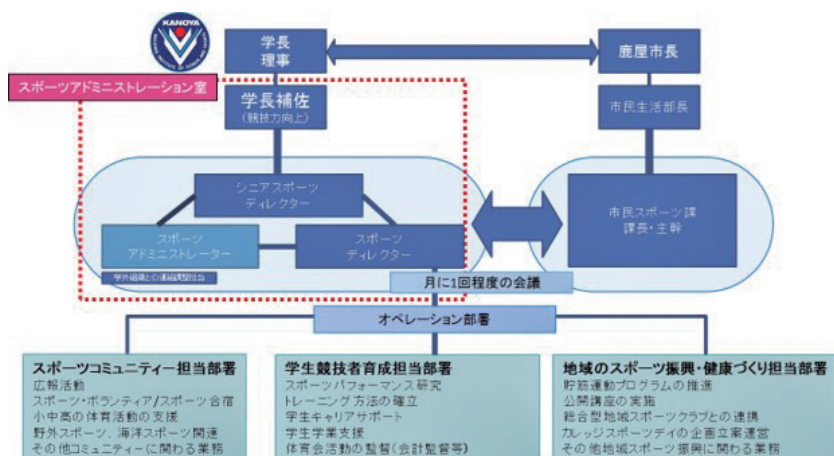 KANOYA
学長
理事
鹿屋市長
スポーツアドミニストレーション室
学長補佐
(競技力向上)
市民生活部長
シニアスポーツ
ディレクター
市民スポーツ課
課長・主幹
スポーツ
アドミニストレーター
スポーツ
ディレクター
学外組織との連絡調整担当
月に1回程度の会議
オペレーション部署
スポーツコミュニティー担当部署
広報活動
スポーツ・ボランティア/スポーツ合宿
小中高の体育活動の支援
野外スポーツ、海洋スポーツ関連
その他コミュニティーに関わる業務
学生競技者育成担当部署
スポーツパフォーマンス研究
トレーニング方法の確立
学生キャリアサポート
学生学業支援
体育会活動の監督(会計監督等)
地域のスポーツ振興・健康づくり担当部署
貯筋運動プログラムの推進
公開講座の実施
総合型地域スポーツクラブとの連携
カレッジスポーツデイの企画立案運営
その他地域スポーツ振興に関わる業務